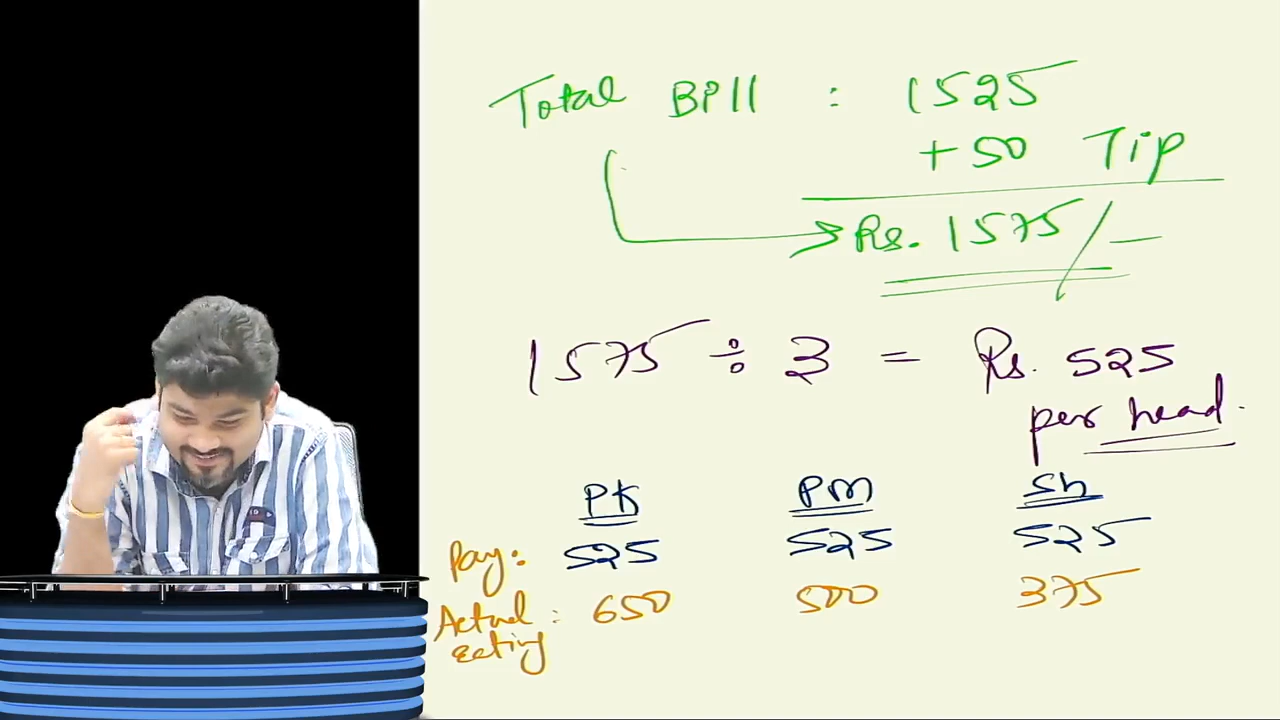 Total Bill : 1525
+50 Tip
Rs. 1575/-
1575 ÷ 3 = Rs. 525
per head.
PK PM Sh
Pay: 525 525 525
Actual : 650 500 375
Eating